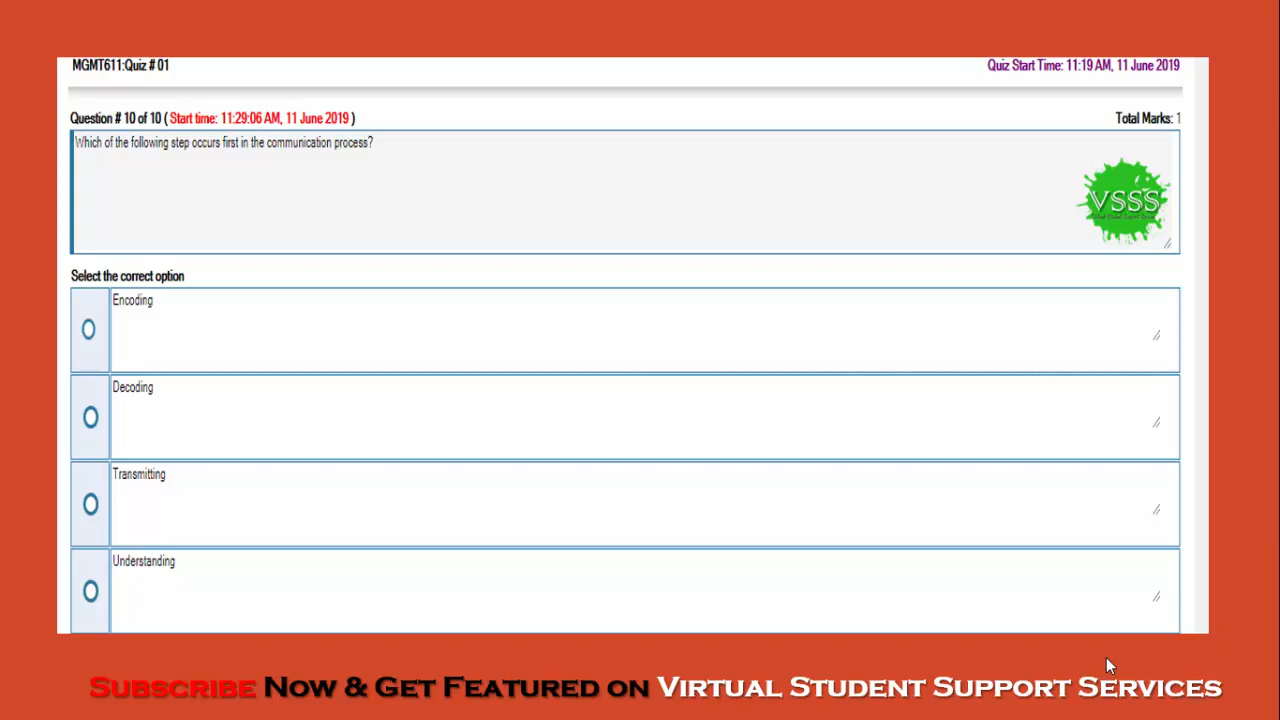 MGMT611:Quiz # 01
Quiz Start Time: 11:19 AM, 11 June 2019
Question # 10 of 10 ( Start time: 11:29:06 AM, 11 June 2019 )
Total Marks: 1
Which of the following step occurs first in the communication process?
VSSS
Select the correct option
Encoding
Decoding
Transmitting
Understanding
Subscribe Now & Get Featured on Virtual Student Support Services